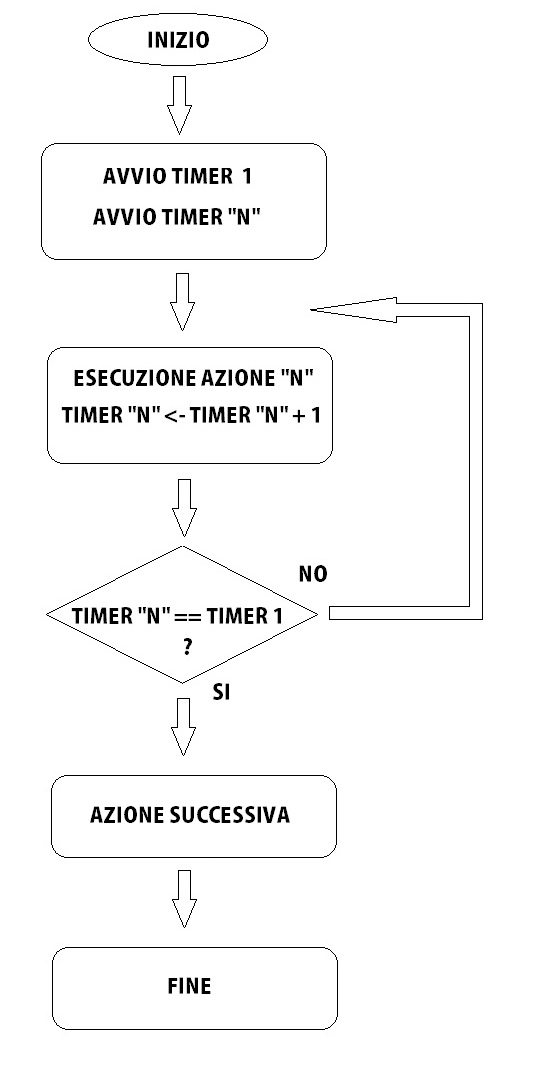 INIZIO
AVVIO TIMER 1
AVVIO TIMER "N"
ESECUZIONE AZIONE "N"
TIMER "N" <- TIMER "N" + 1
NO
TIMER "N" == TIMER 1
?
SI
AZIONE SUCCESSIVA
FINE